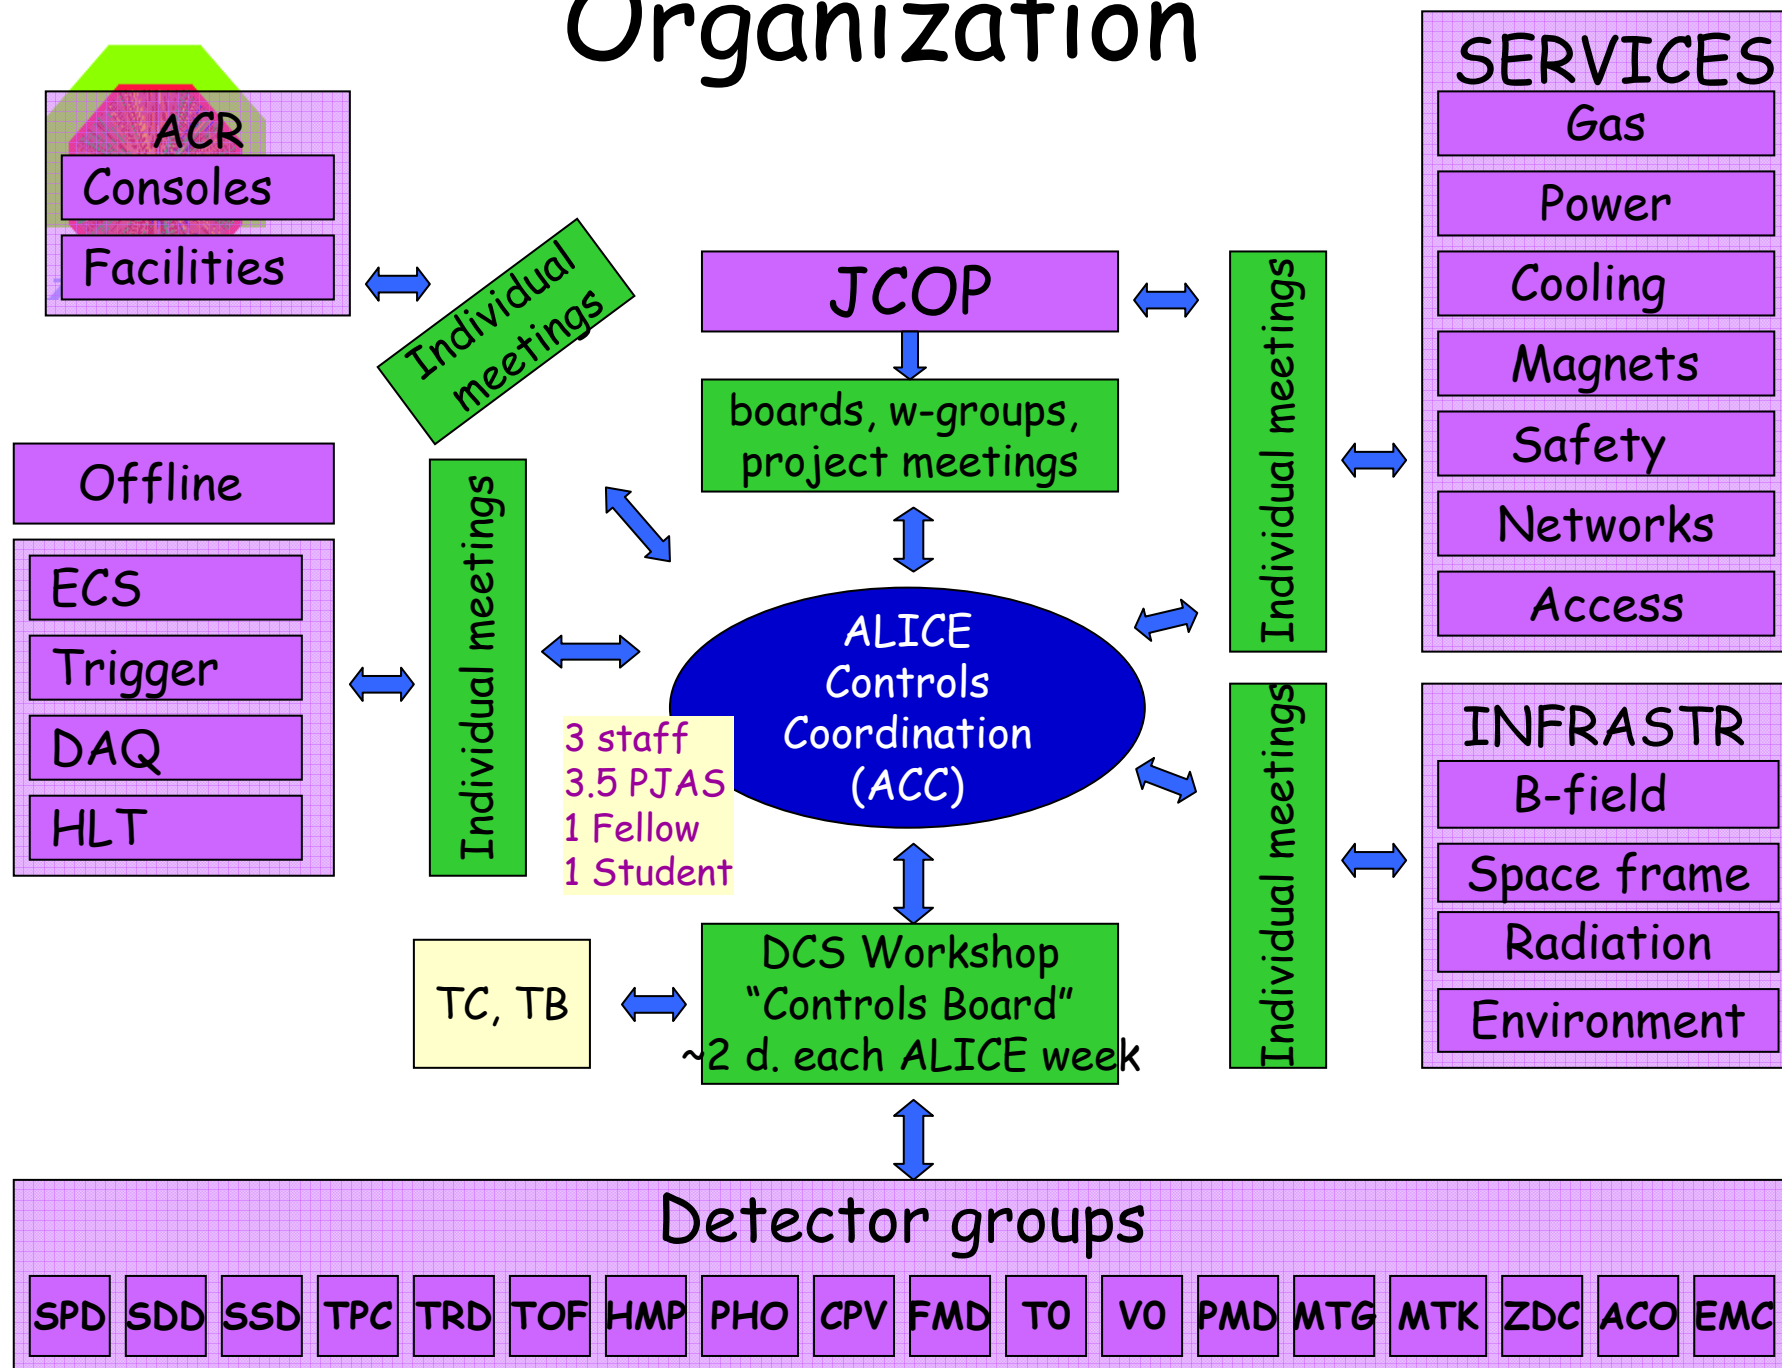 Organization
ACR
Consoles
Facilities
Individual
meetings
Offline
ECS
Trigger
DAQ
HLT
Individual meetings
JCOP
boards, w-groups,
project meetings
ALICE
Controls
Coordination
(ACC)
3 staff
3.5 PJAS
1 Fellow
1 Student
TC, TB
DCS Workshop
“Controls Board”
~2 d. each ALICE week
Individual meetings
Individual meetings
SERVICES
Gas
Power
Cooling
Magnets
Safety
Networks
Access
INFRASTR
B-field
Space frame
Radiation
Environment
Detector groups
SPD SDD SSD TPC TRD TOF HMP PHO CPV FMD T0 V0 PMD MTG MTK ZDC ACO EMC